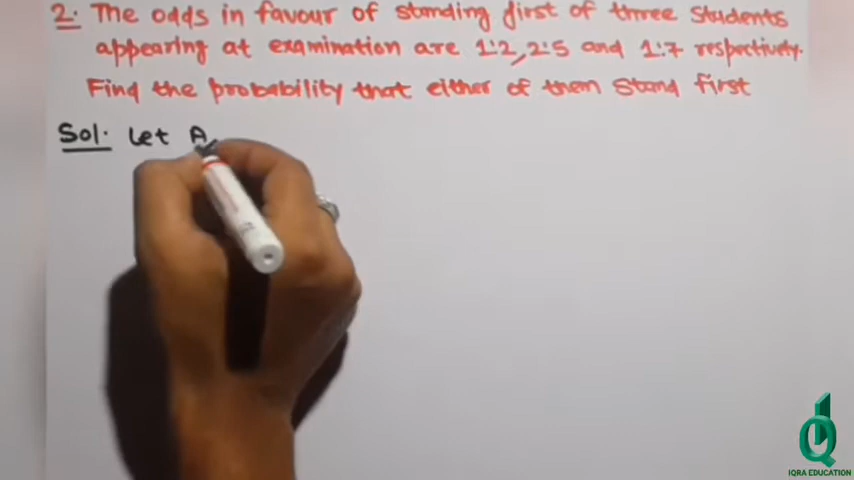 2. The odds in favour of standing first of three Students
appearing at examination are 1:2, 2:5 and 1:7 respectively.
Find the probability that either of them Stand first
Sol. Let A,
IQRA EDUCATION